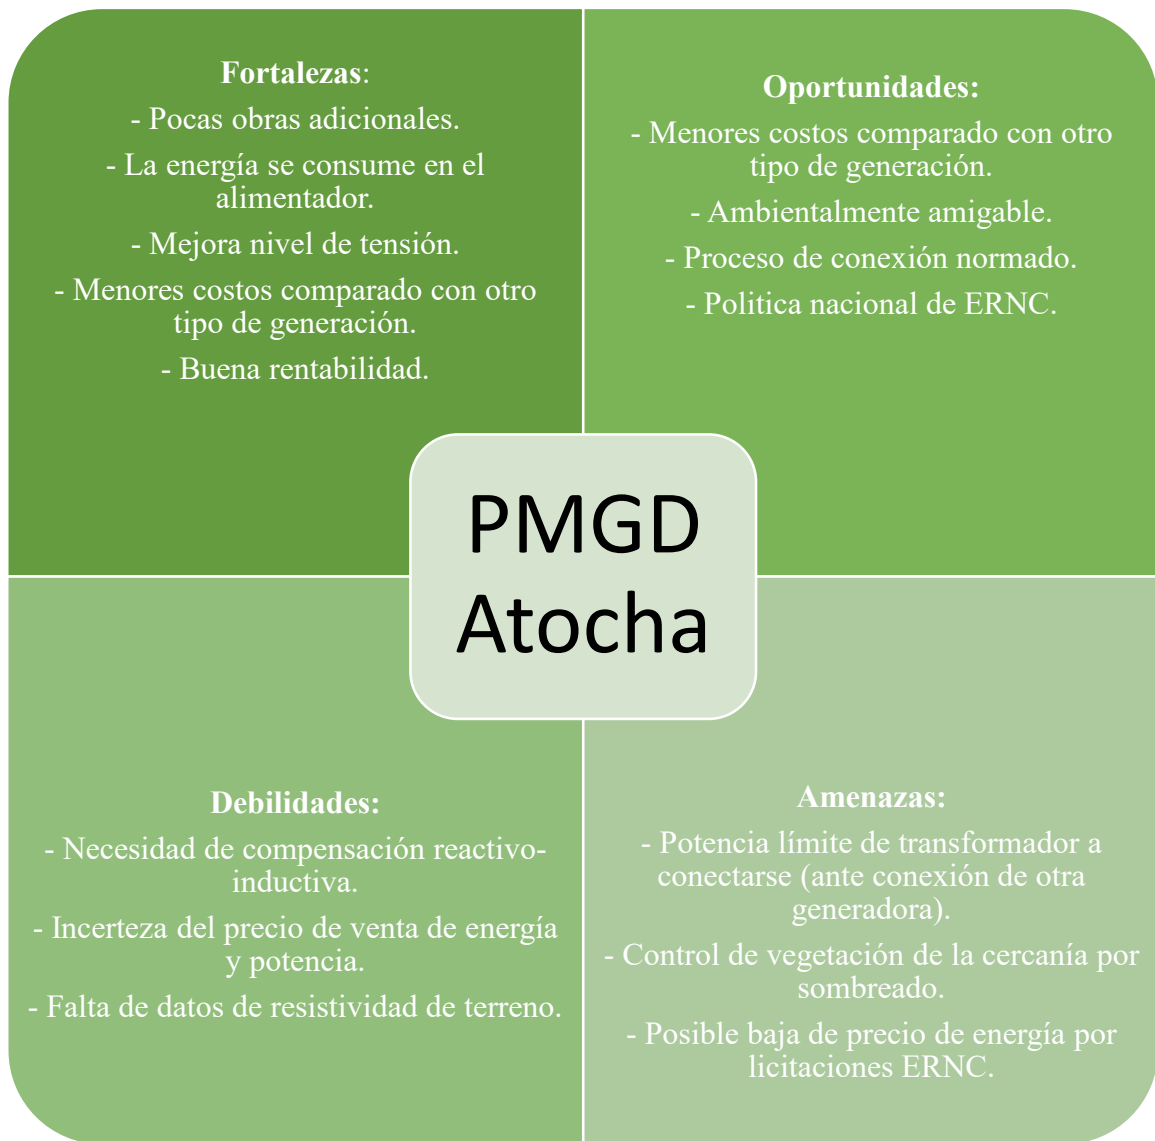 Fortalezas:
- Pocas obras adicionales.
- La energía se consume en el
alimentador.
- Mejora nivel de tensión.
- Menores costos comparado con otro
tipo de generación.
- Buena rentabilidad.
Oportunidades:
- Menores costos comparado con otro
tipo de generación.
- Ambientalmente amigable.
- Proceso de conexión normado.
- Politica nacional de ERNC.
PMGD
Atocha
Debilidades:
- Necesidad de compensación reactivo-
inductiva.
- Incerteza del precio de venta de energía
y potencia.
- Falta de datos de resistividad de terreno.
Amenazas:
- Potencia límite de transformador a
conectarse (ante conexión de otra
generadora).
- Control de vegetación de la cercanía por
sombreado.
- Posible baja de precio de energía por
licitaciones ERNC.